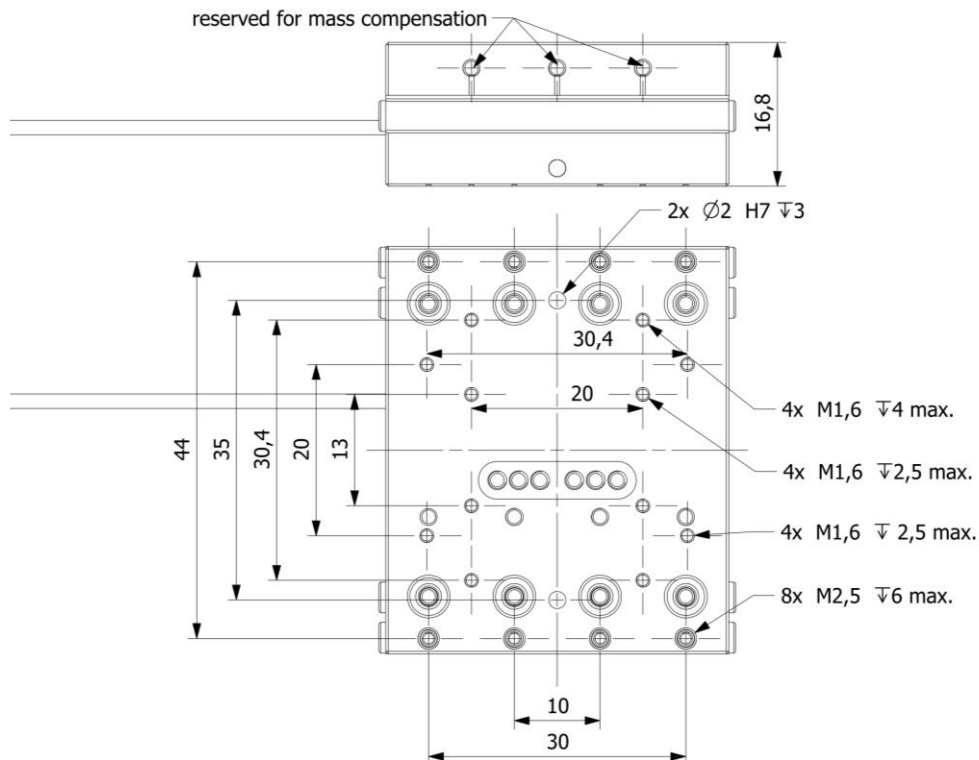 reserved for mass compensation
16,8
2x Ø2 H7 ↧3
30,4
20
44
35
30,4
20
13
4x M1,6 ↧4 max.
4x M1,6 ↧2,5 max.
4x M1,6 ↧ 2,5 max.
8x M2,5 ↧6 max.
10
30